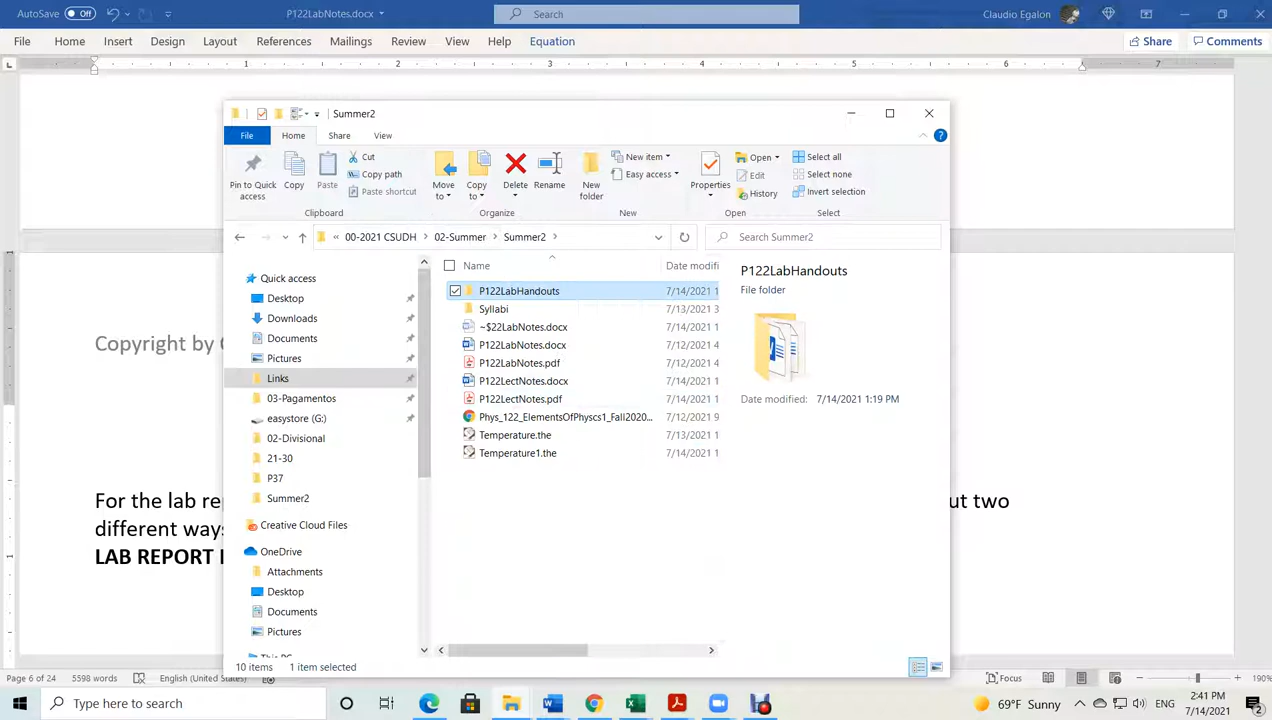 AutoSave Off P122LabNotes.docx Search Claudio Egalon
File Home Insert Design Layout References Mailings Review View Help Equation Share Comments
1 2 3 4 5 6 7
Summer2
File Home Share View
Pin to Quick access Copy Paste Cut Copy path Paste shortcut Move to Copy to Delete Rename New folder New item Easy access Properties Open Edit History Select all Select none Invert selection
Clipboard Organize New Open Select
« 00-2021 CSUDH > 02-Summer > Summer2 > Search Summer2
Name Date modifi
Quick access
Desktop
Downloads
Documents
Pictures
Links
03-Pagamentos
easystore (G:)
02-Divisional
21-30
P37
Summer2
Creative Cloud Files
OneDrive
Attachments
Desktop
Documents
Pictures
P122LabHandouts 7/14/2021 1
Syllabi 7/13/2021 3
~$22LabNotes.docx 7/14/2021 1
P122LabNotes.docx 7/12/2021 4
P122LabNotes.pdf 7/12/2021 4
P122LectNotes.docx 7/14/2021 1
P122LectNotes.pdf 7/14/2021 1
Phys_122_ElementsOfPhyscs1_Fall2020... 7/12/2021 9
Temperature.the 7/13/2021 1
Temperature1.the 7/14/2021 1
P122LabHandouts
File folder
Date modified: 7/14/2021 1:19 PM
10 items 1 item selected
Copyright by
For the lab re ut two
different ways
LAB REPORT
Page 6 of 24 5598 words English (United States) Focus 190%
Type here to search 69°F Sunny 2:41 PM
7/14/2021 2